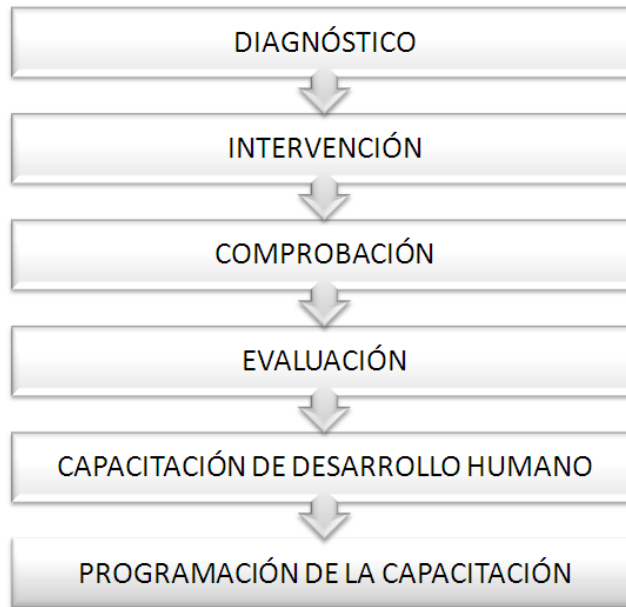 DIAGNÓSTICO
INTERVENCIÓN
COMPROBACIÓN
EVALUACIÓN
CAPACITACIÓN DE DESARROLLO HUMANO
PROGRAMACIÓN DE LA CAPACITACIÓN